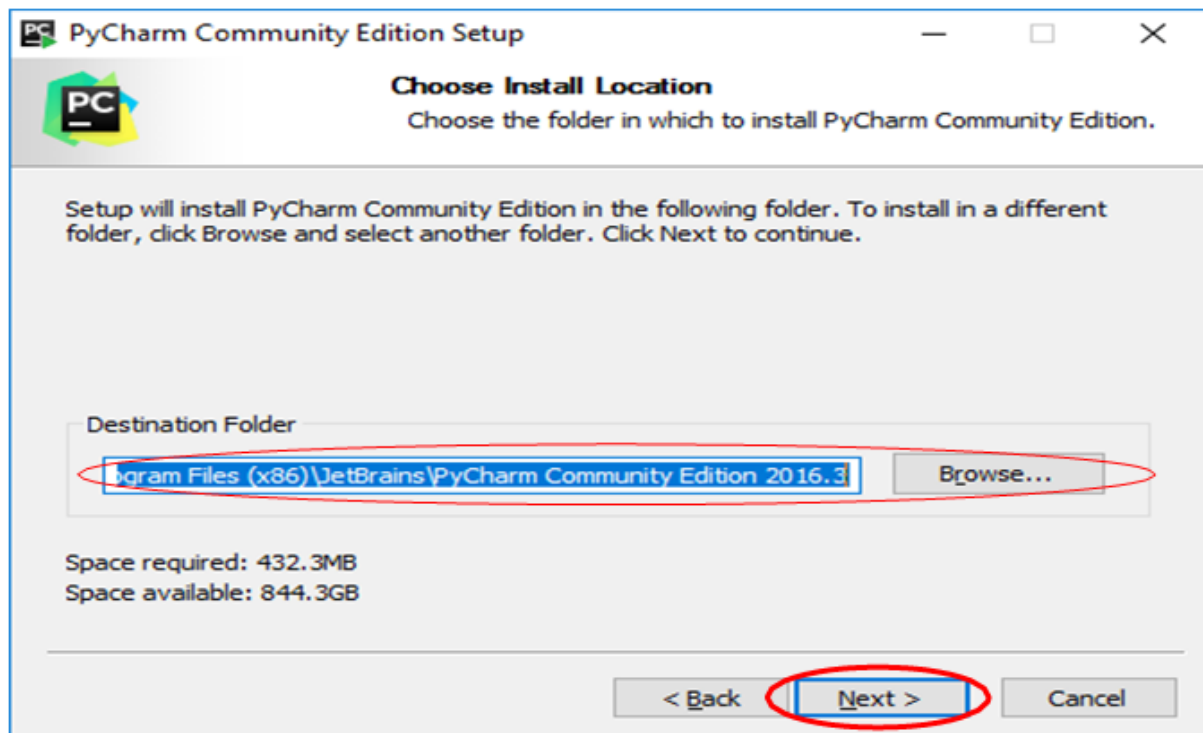 PC PyCharm Community Edition Setup
PC
Choose Install Location
Choose the folder in which to install PyCharm Community Edition.
Setup will install PyCharm Community Edition in the following folder. To install in a different
folder, click Browse and select another folder. Click Next to continue.
Destination Folder
ogram Files (x86)\JetBrains\PyCharm Community Edition 2016.3
Browse...
Space required: 432.3MB
Space available: 844.3GB
< Back
Next >
Cancel